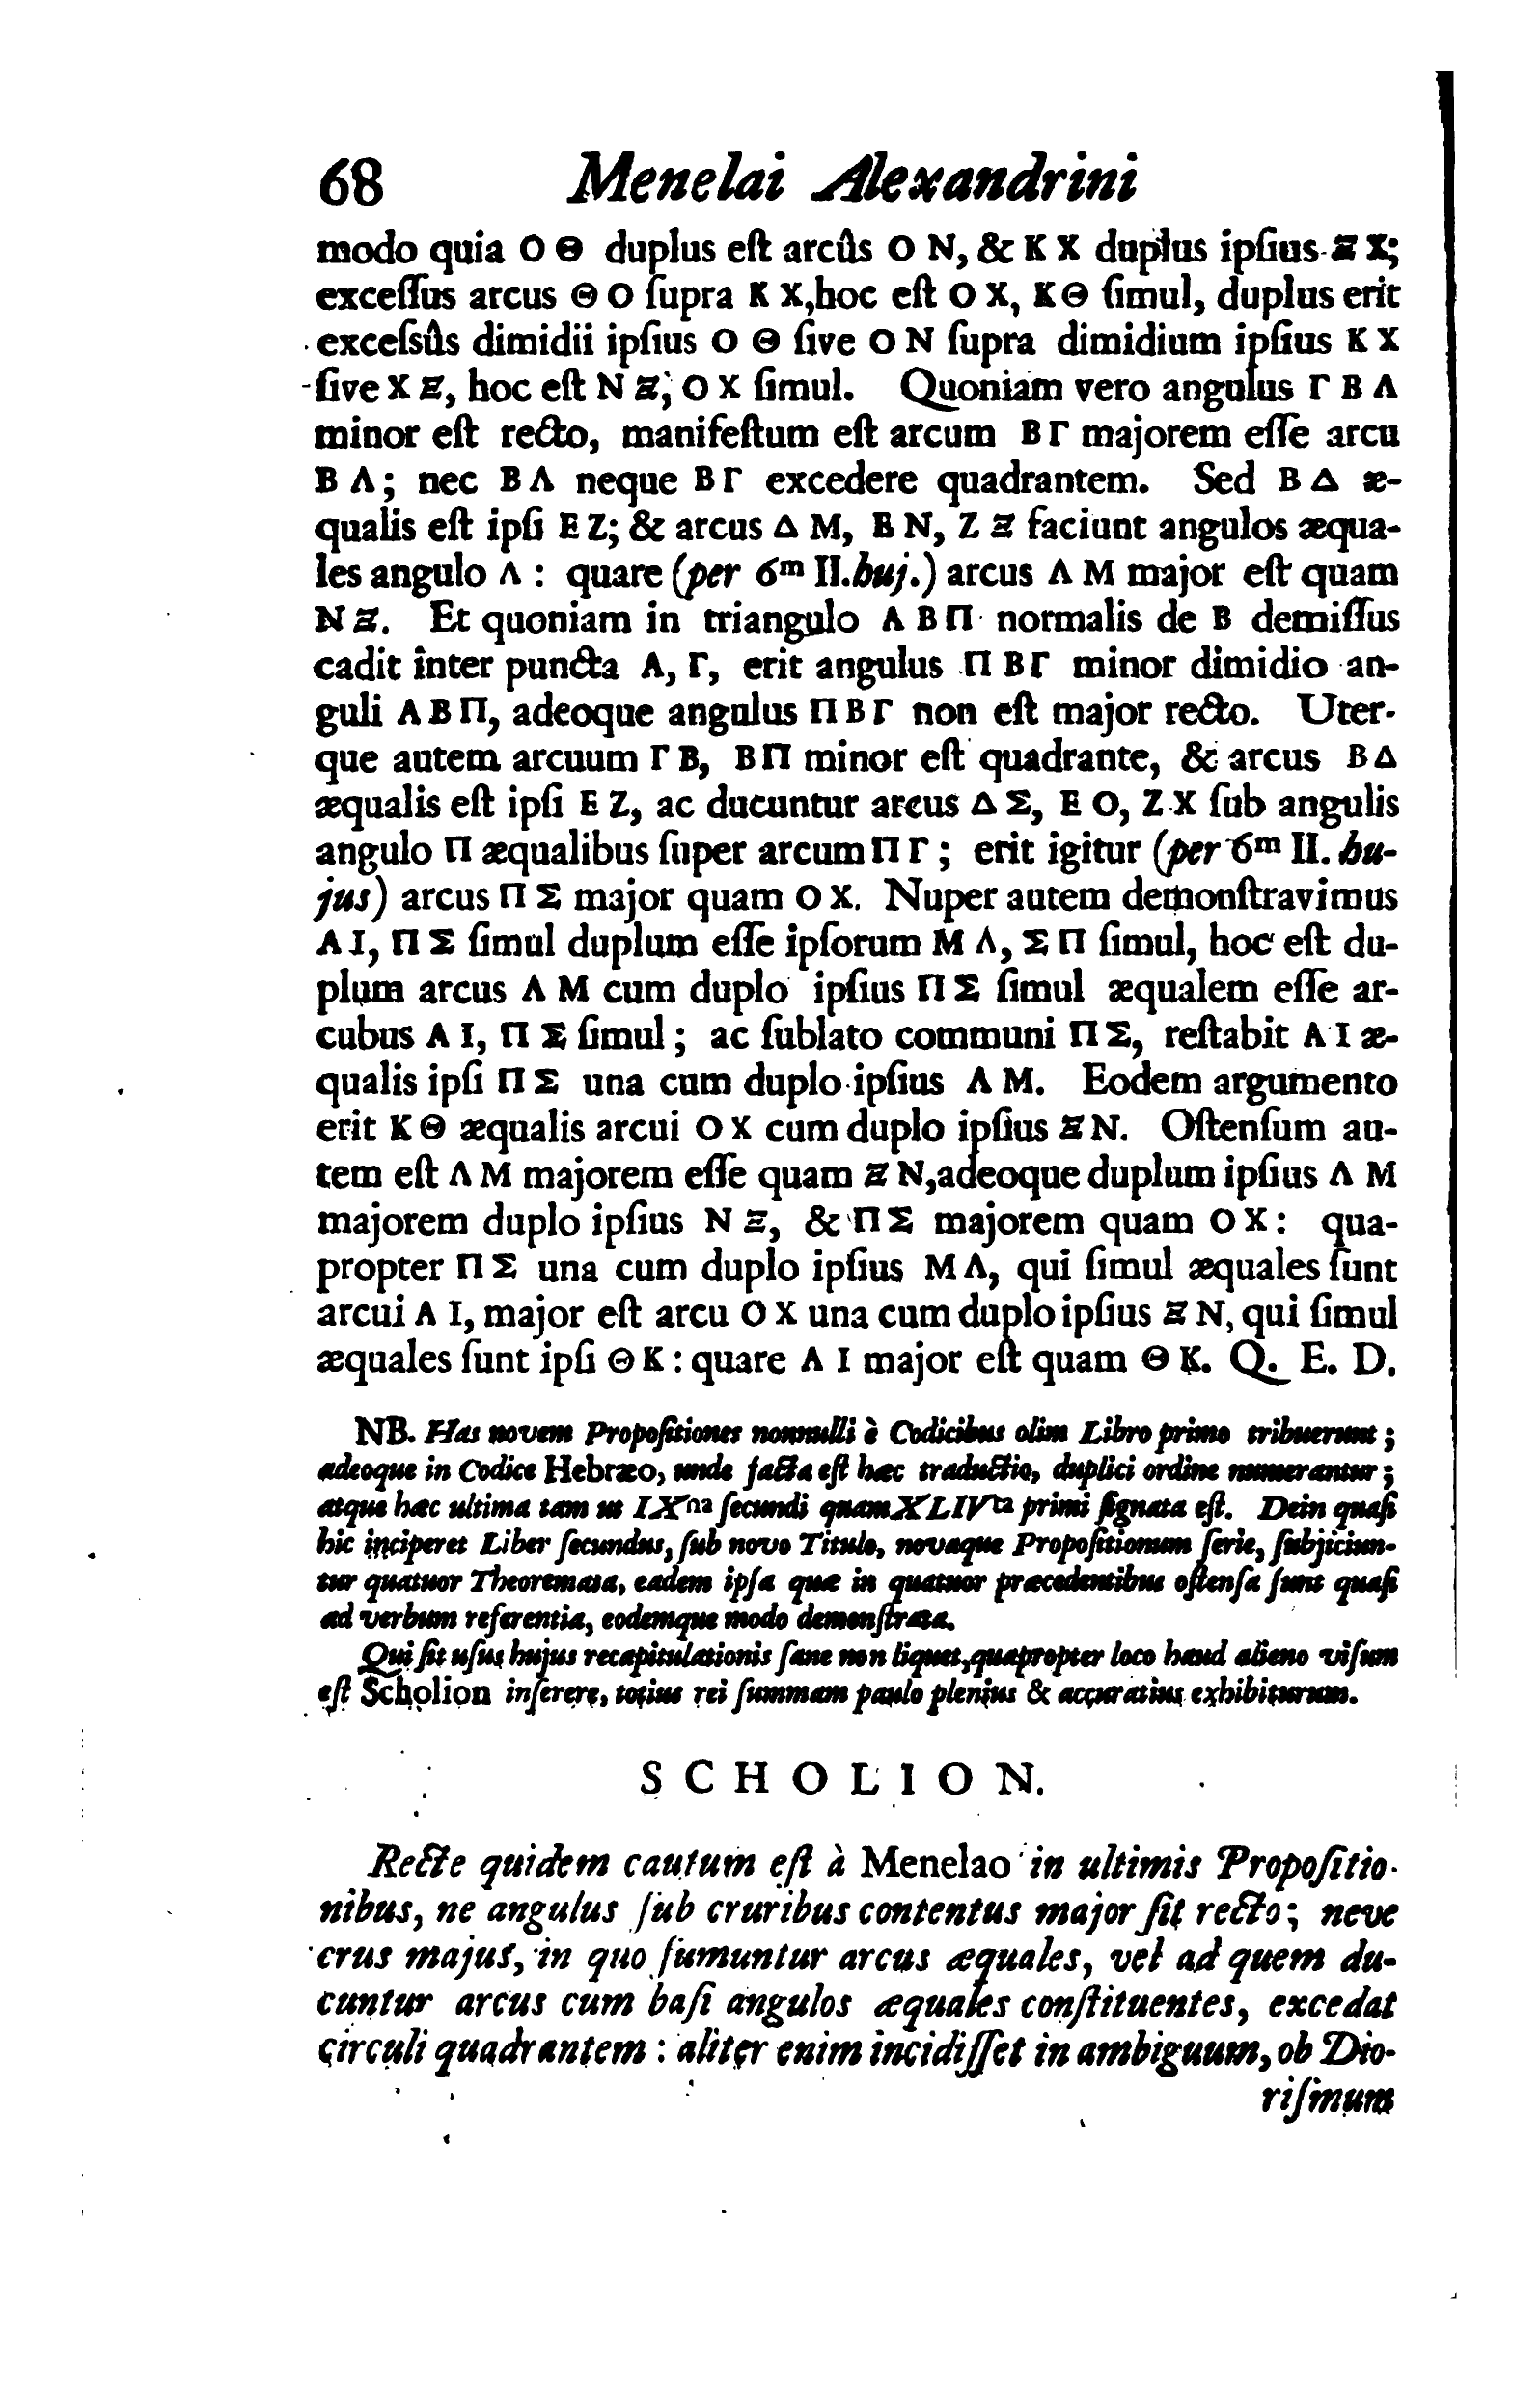 68 Menelai Alexandrini
modo quia Ο Θ duplus eſt arcûs Ο Ν, & Κ Χ duplus ipſius Ξ Χ;
exceſſus arcus Θ Ο ſupra Κ Χ, hoc eſt Ο Χ, Κ Θ ſimul, duplus erit
exceſsûs dimidii ipſius Ο Θ ſive Ο Ν ſupra dimidium ipſius Κ Χ
ſive Χ Ξ, hoc eſt Ν Ξ, Ο Χ ſimul. Quoniam vero angulus Γ Β Λ
minor eſt recto, manifeſtum eſt arcum Β Γ majorem eſſe arcu
Β Λ; nec Β Λ neque Β Γ excedere quadrantem. Sed Β Δ æ-
qualis eſt ipſi Ε Ζ; & arcus Δ Μ, Ε Ν, Ζ Ξ faciunt angulos æqua-
les angulo Λ : quare (per 6m II. huj.) arcus Λ Μ major eſt quam
Ν Ξ. Et quoniam in triangulo Α Β Π normalis de Β demiſſus
cadit inter puncta Α, Γ, erit angulus Π Β Γ minor dimidio an-
guli Α Β Π, adeoque angulus Π Β Γ non eſt major recto. Uter-
que autem arcuum Γ Β, Β Π minor eſt quadrante, & arcus Β Δ
æqualis eſt ipſi Ε Ζ, ac ducuntur arcus Δ Σ, Ε Ο, Ζ Χ ſub angulis
angulo Π æqualibus ſuper arcum Π Γ ; erit igitur (per 6m II. hu-
jus) arcus Π Σ major quam Ο Χ. Nuper autem demonſtravimus
Α Ι, Π Σ ſimul duplum eſſe ipſorum Μ Λ, Σ Π ſimul, hoc eſt du-
plum arcus Λ Μ cum duplo ipſius Π Σ ſimul æqualem eſſe ar-
cubus Α Ι, Π Σ ſimul ; ac ſublato communi Π Σ, reſtabit Α Ι æ-
qualis ipſi Π Σ una cum duplo ipſius Λ Μ. Eodem argumento
erit Κ Θ æqualis arcui Ο Χ cum duplo ipſius Ξ Ν. Oſtenſum au-
tem eſt Λ Μ majorem eſſe quam Ξ Ν, adeoque duplum ipſius Λ Μ
majorem duplo ipſius Ν Ξ, & Π Σ majorem quam Ο Χ : qua-
propter Π Σ una cum duplo ipſius Μ Λ, qui ſimul æquales ſunt
arcui Α Ι, major eſt arcu Ο Χ una cum duplo ipſius Ξ Ν, qui ſimul
æquales ſunt ipſi Θ Κ : quare Α Ι major eſt quam Θ Κ. Q. E. D.
NB. Has novem Propoſitiones nonnulli è Codicibus olim Libro primo tribuerunt ;
adeoque in Codice Hebræo, unde facta eſt hæc traductio, duplici ordine numerantur ;
atque hæc ultima tam ut IXna ſecundi quam XLIVta primi ſignata eſt. Dein quaſi
hic inciperet Liber ſecundus, ſub novo Titulo, novaque Propoſitionum ſerie, ſubjiciun-
tur quatuor Theoremata, eadem ipſa quæ in quatuor præcedentibus oſtenſa ſunt quaſi
ad verbum referentia, eodemque modo demonſtrata.
Qui ſit uſus hujus recapitulationis ſane non liquet, quapropter loco haud alieno viſum
eſt Scholion inſerere, totius rei ſummam paulo plenius & accuratius exhibiturum.
SCHOLION.
Recte quidem cautum eſt à Menelao in ultimis Propoſitio-
nibus, ne angulus ſub cruribus contentus major ſit recto ; neve
crus majus, in quo ſumuntur arcus æquales, vel ad quem du-
cuntur arcus cum baſi angulos æquales conſtituentes, excedat
circuli quadrantem : aliter enim incidiſſet in ambiguum, ob Dio-
riſmum